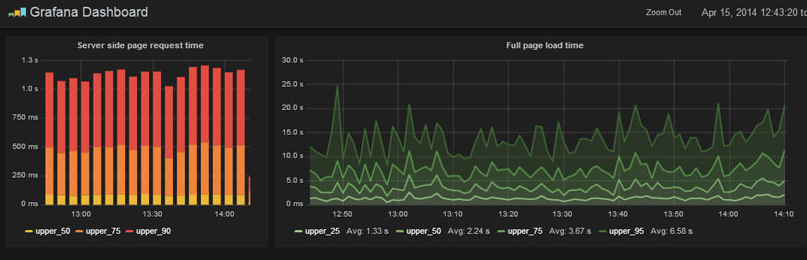 Grafana Dashboard
Zoom Out
Apr 15, 2014 12:43:20 to
Server side page request time
1.3 s
1.0 s
750 ms
500 ms
250 ms
0 ms
13:00
13:30
14:00
upper_50
upper_75
upper_90
Full page load time
30.0 s
25.0 s
20.0 s
15.0 s
10.0 s
5.0 s
0 ms
12:50
13:00
13:10
13:20
13:30
13:40
13:50
14:00
14:10
upper_25 Avg: 1.33 s
upper_50 Avg: 2.24 s
upper_75 Avg: 3.67 s
upper_95 Avg: 6.58 s